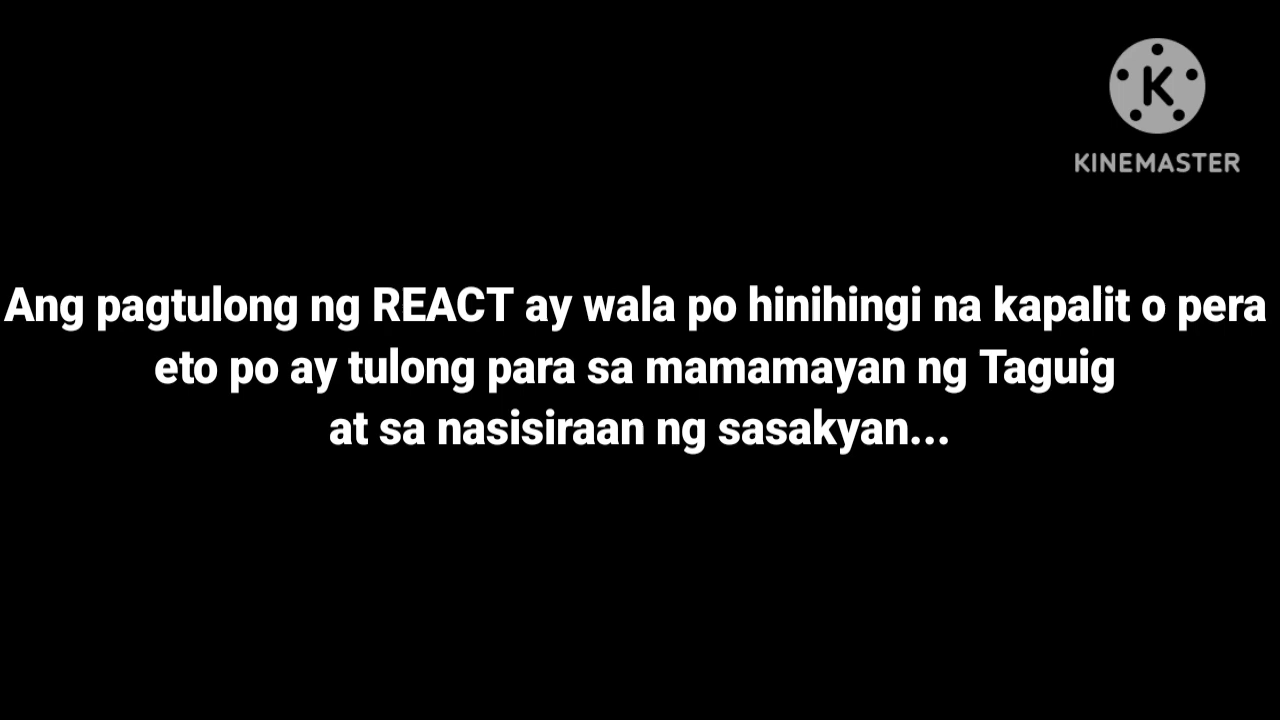 K
KINEMASTER
Ang pagtulong ng REACT ay wala po hinihingi na kapalit o pera
eto po ay tulong para sa mamamayan ng Taguig
at sa nasisiraan ng sasakyan...